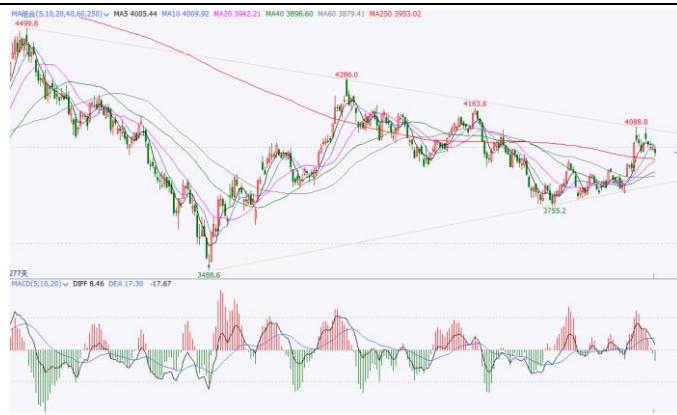 MA组合(5,10,20,40,60,250) MA5 4005.44 MA10 4009.92 MA20 3942.21 MA40 3898.60 MA60 3879.41 MA250 3953.02
4499.8
4286.0
4163.8
4088.8
3755.2
3488.6
277天
MACD(5,10,20) DIFF 8.46 DEA 17.30 -17.67